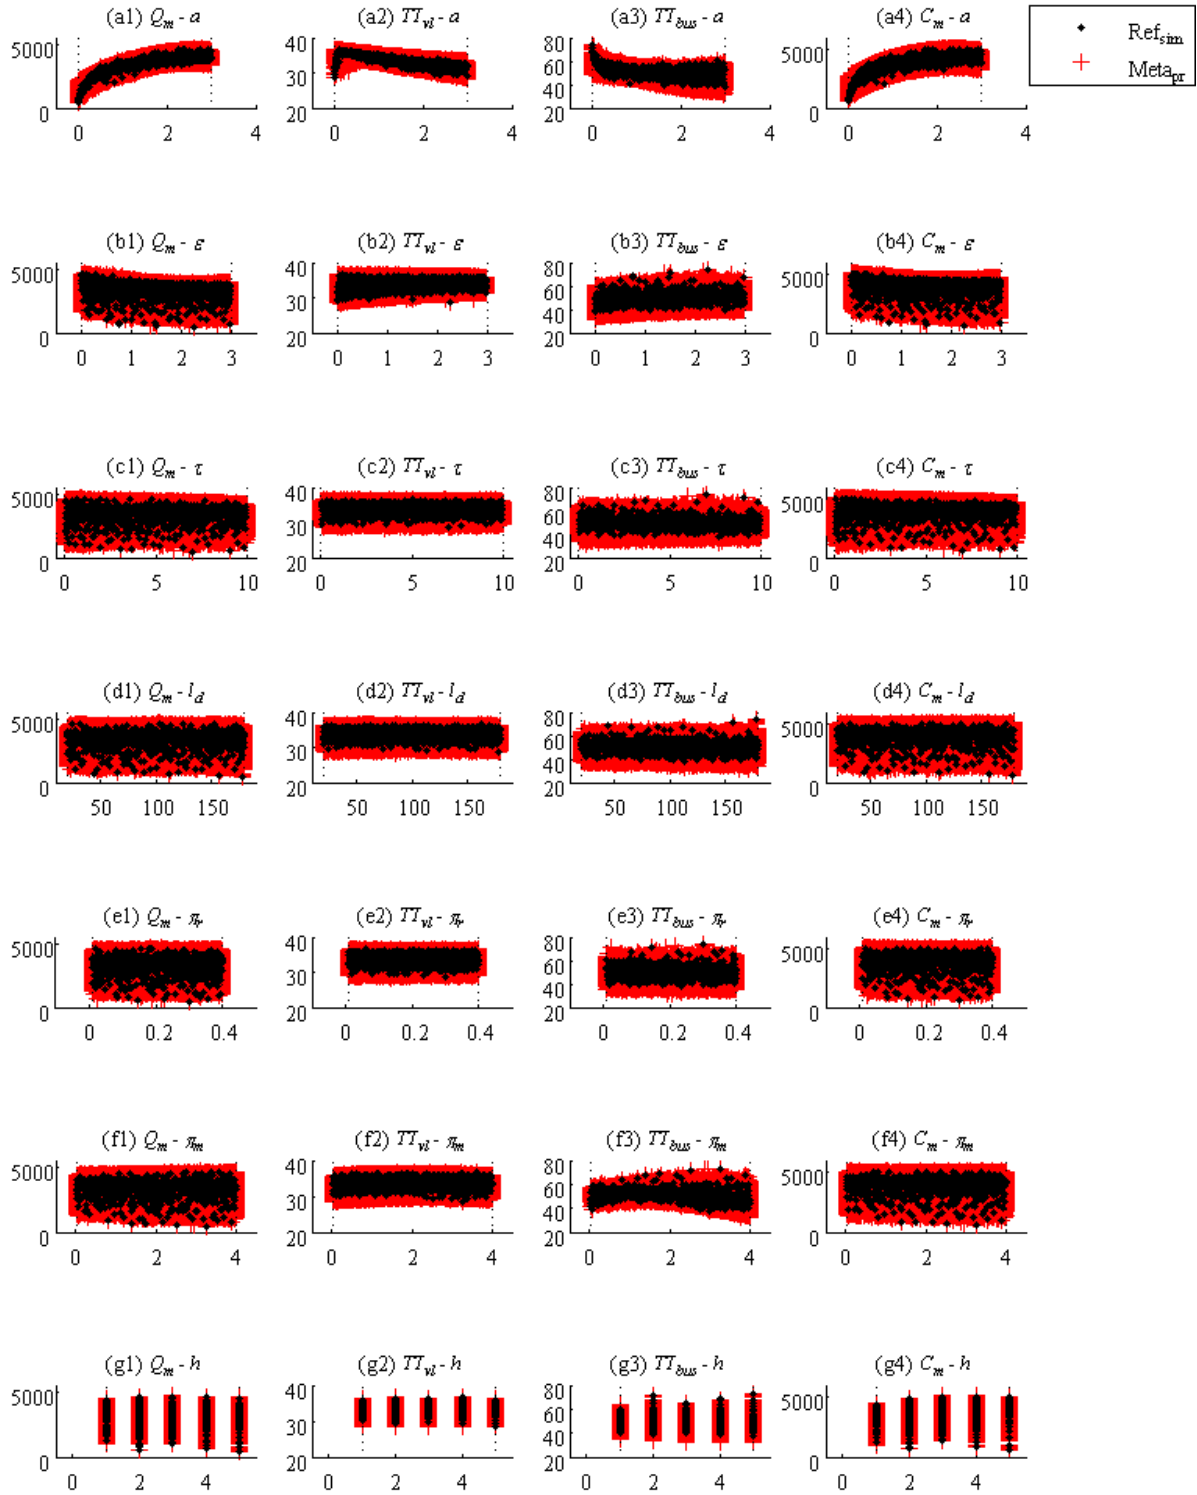 (a1) Qm - a (a2) TTvl - a (a3) TTbus - a (a4) Cm - a
Refsim
Metapr
5000 0 0 2 4
40 30 20 0 2 4
80 60 40 20 0 2 4
5000 0 0 2 4
(b1) Qm - ε (b2) TTvl - ε (b3) TTbus - ε (b4) Cm - ε
5000 0 0 1 2 3
40 30 20 0 1 2 3
80 60 40 20 0 1 2 3
5000 0 0 1 2 3
(c1) Qm - τ (c2) TTvl - τ (c3) TTbus - τ (c4) Cm - τ
5000 0 0 5 10
40 30 20 0 5 10
80 60 40 20 0 5 10
5000 0 0 5 10
(d1) Qm - ld (d2) TTvl - ld (d3) TTbus - ld (d4) Cm - ld
5000 0 50 100 150
40 30 20 50 100 150
80 60 40 20 50 100 150
5000 0 50 100 150
(e1) Qm - πr (e2) TTvl - πr (e3) TTbus - πr (e4) Cm - πr
5000 0 0 0.2 0.4
40 30 20 0 0.4
80 60 40 20 0 0.2 0.4
5000 0 0 0.2 0.4
(f1) Qm - πm (f2) TTvl - πm (f3) TTbus - πm (f4) Cm - πm
5000 0 0 2 4
40 30 20 0 2 4
80 60 40 20 0 2 4
5000 0 0 2 4
(g1) Qm - h (g2) TTvl - h (g3) TTbus - h (g4) Cm - h
5000 0 0 2 4
40 30 20 0 2 4
80 60 40 20 0 2 4
5000 0 0 2 4